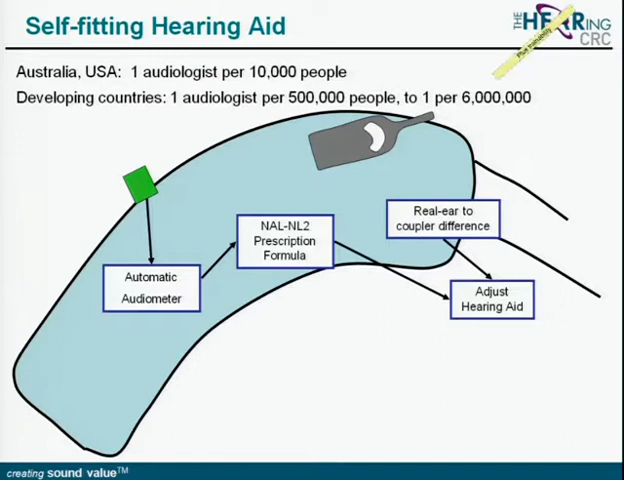 Self-fitting Hearing Aid
THE HEARing
CRC
Plus trainability
Australia, USA: 1 audiologist per 10,000 people
Developing countries: 1 audiologist per 500,000 people, to 1 per 6,000,000
Real-ear to
coupler difference
NAL-NL2
Prescription
Formula
Automatic
Audiometer
Adjust
Hearing Aid
creating sound value™